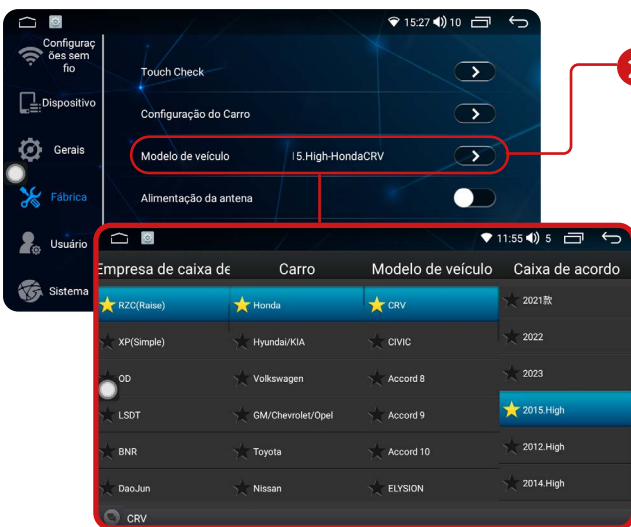 15:27 10
Configuraç
ões sem
fio
Dispositivo
Gerais
Fábrica
Usuário
Sistema
Touch Check
Configuração do Carro
Modelo de veículo 15.High-HondaCRV
Alimentação da antena
11:55 5
Empresa de caixa de Carro Modelo de veículo Caixa de acordo
RZC(Raise) Honda CRV 2021款
XP(Simple) Hyundai/KIA CIVIC 2022
OD Volkswagen Accord 8 2023
LSDT GM/Chevrolet/Opel Accord 9 2015.High
BNR Toyota Accord 10 2012.High
DaoJun Nissan ELYSION 2014.High
CRV